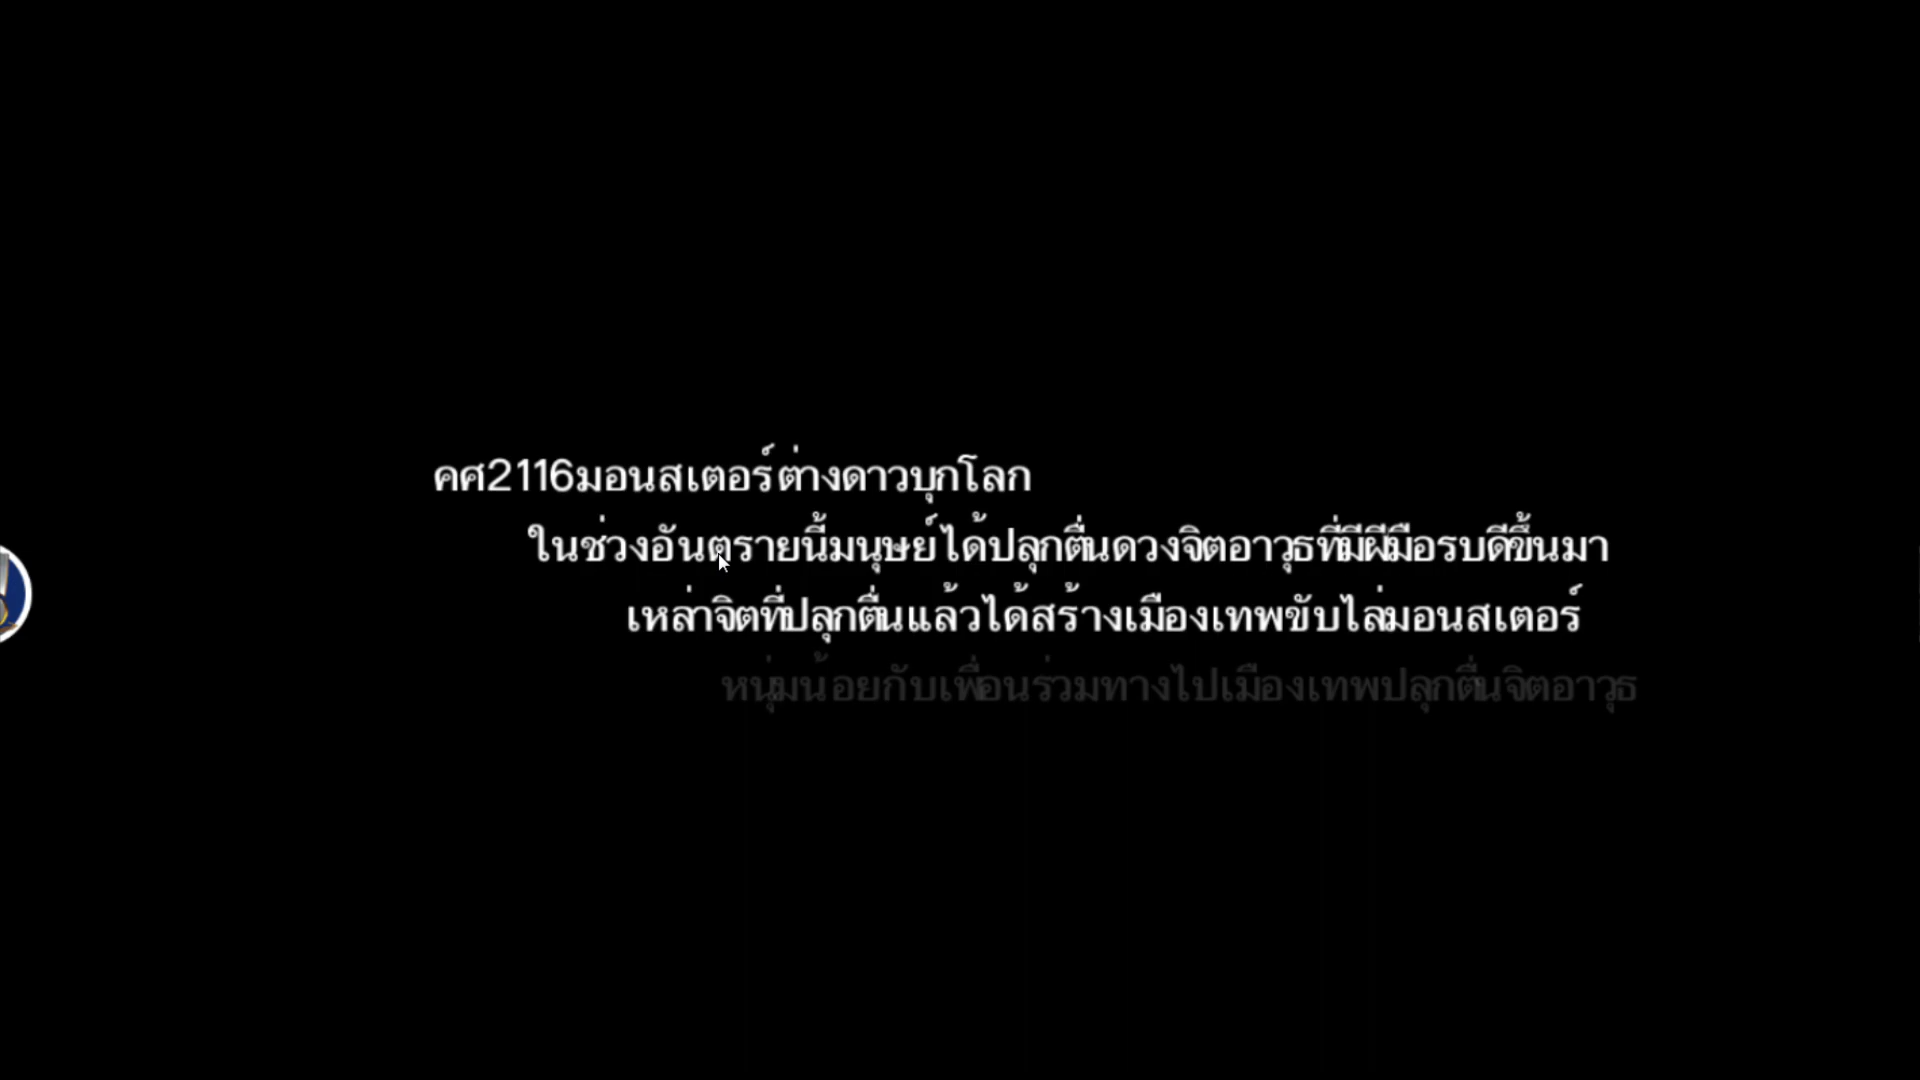 คศ2116มอนสเตอร์ต่างดาวบุกโลก
ในช่วงอันตรายนี้มนุษย์ได้ปลุกตื่นดวงจิตอาวุธที่มีฝีมือรบดีขึ้นมา
เหล่าจิตที่ปลุกตื่นแล้วได้สร้างเมืองเทพขับไล่มอนสเตอร์
หนุ่มน้อยกับเพื่อนร่วมทางไปเมืองเทพปลุกตื่นจิตอาวุธ